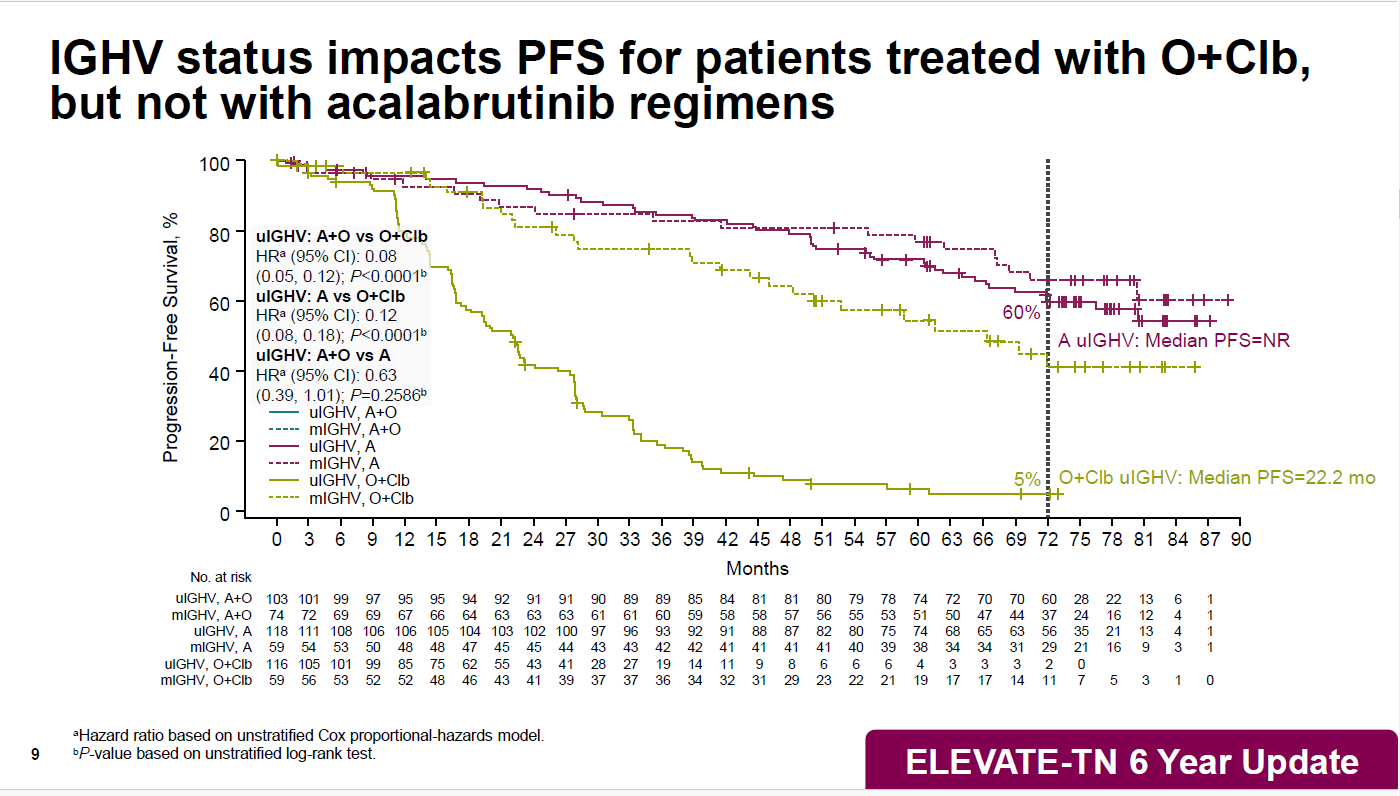 IGHV status impacts PFS for patients treated with O+Clb,
but not with acalabrutinib regimens
Progression-Free Survival, %
100
80
60
40
20
0
uIGHV: A+O vs O+Clb
HRᵃ (95% CI): 0.08
(0.05, 0.12); P<0.0001ᵇ
uIGHV: A vs O+Clb
HRᵃ (95% CI): 0.12
(0.08, 0.18); P<0.0001ᵇ
uIGHV: A+O vs A
HRᵃ (95% CI): 0.63
(0.39, 1.01); P=0.2586ᵇ
uIGHV, A+O
mIGHV, A+O
uIGHV, A
mIGHV, A
uIGHV, O+Clb
mIGHV, O+Clb
60%
A uIGHV: Median PFS=NR
5%
O+Clb uIGHV: Median PFS=22.2 mo
0 3 6 9 12 15 18 21 24 27 30 33 36 39 42 45 48 51 54 57 60 63 66 69 72 75 78 81 84 87 90
Months
No. at risk
uIGHV, A+O 103 101 99 97 95 95 94 92 91 91 90 89 89 85 84 81 81 80 79 78 74 72 70 70 60 28 22 13 6 1
mIGHV, A+O 74 72 69 69 67 66 64 63 63 63 61 61 60 59 58 58 57 56 55 53 51 50 47 44 37 24 16 12 4 1
uIGHV, A 118 111 108 106 106 105 104 103 102 100 97 96 93 92 91 88 87 82 80 75 74 68 65 63 56 35 21 13 4 1
mIGHV, A 59 54 53 50 48 48 47 45 45 44 43 43 42 42 41 41 41 41 40 39 38 34 34 31 29 21 16 9 3 1
uIGHV, O+Clb 116 105 101 99 85 75 62 55 43 41 28 27 19 14 11 9 8 6 6 6 4 3 3 3 2 0
mIGHV, O+Clb 59 56 53 52 52 48 46 43 41 39 37 37 36 34 32 31 29 23 22 21 19 17 17 14 11 7 5 3 1 0
ᵃHazard ratio based on unstratified Cox proportional-hazards model.
ᵇP-value based on unstratified log-rank test.
9
ELEVATE-TN 6 Year Update